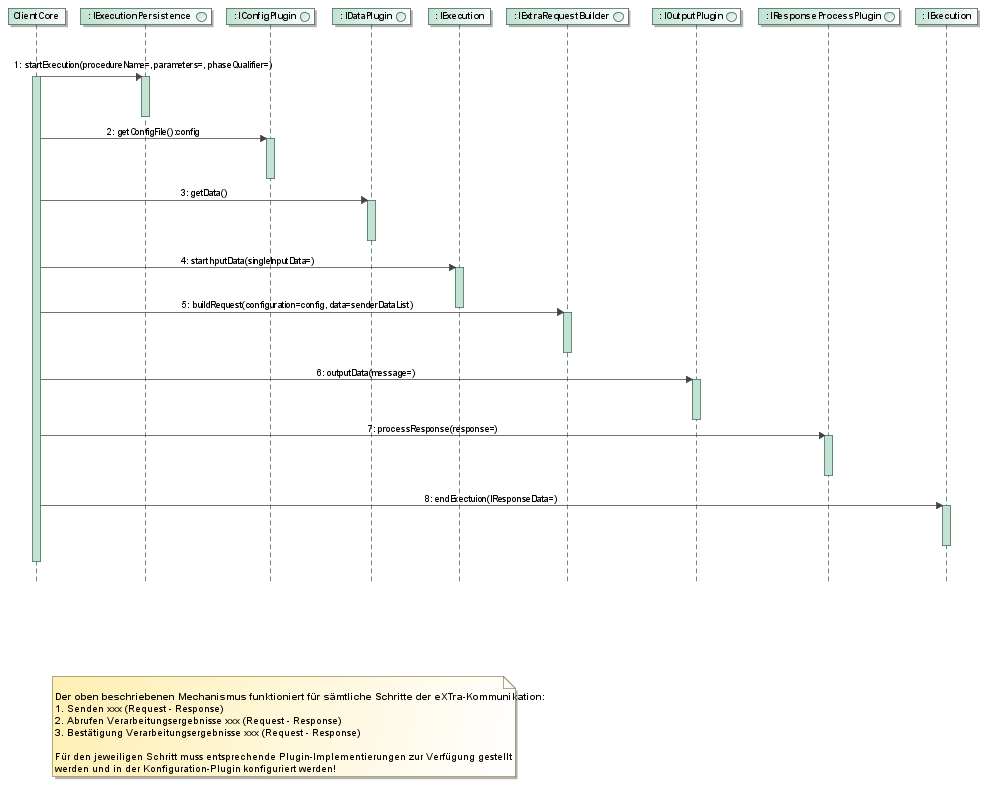 ClientCore
: IExecutionPersistence
: IConfigPlugin
: IDataPlugin
: IExecution
: IExtraRequestBuilder
: IOutputPlugin
: IResponseProcessPlugin
: IExecution
1: startExecution(procedureName=, parameters=, phaseQualifier=)
2: getConfigFile():config
3: getData()
4: startInputData(singleInputData=)
5: buildRequest(configuration=config, data=senderDataList)
6: outputData(message=)
7: processResponse(response=)
8: endExectuion(IResponseData=)
Der oben beschriebenen Mechanismus funktioniert für sämtliche Schritte der eXTra-Kommunikation:
1. Senden xxx (Request - Response)
2. Abrufen Verarbeitungsergebnisse xxx (Request - Response)
3. Bestätigung Verarbeitungsergebnisse xxx (Request - Response)
Für den jeweiligen Schritt muss entsprechende Plugin-Implementierungen zur Verfügung gestellt
werden und in der Konfiguration-Plugin konfiguriert werden!